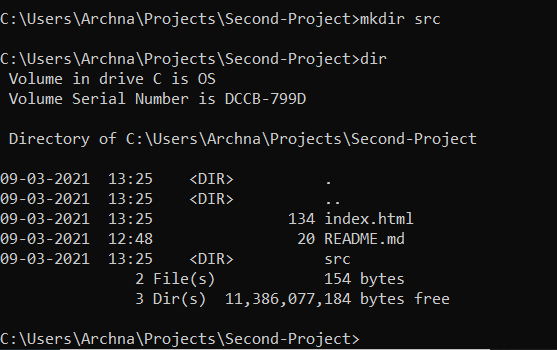 C:\Users\Archna\Projects\Second-Project>mkdir src
C:\Users\Archna\Projects\Second-Project>dir
Volume in drive C is OS
Volume Serial Number is DCCB-799D
Directory of C:\Users\Archna\Projects\Second-Project
09-03-2021  13:25    <DIR>          .
09-03-2021  13:25    <DIR>          ..
09-03-2021  13:25               134 index.html
09-03-2021  12:48                20 README.md
09-03-2021  13:25    <DIR>          src
2 File(s)            154 bytes
3 Dir(s)  11,386,077,184 bytes free
C:\Users\Archna\Projects\Second-Project>